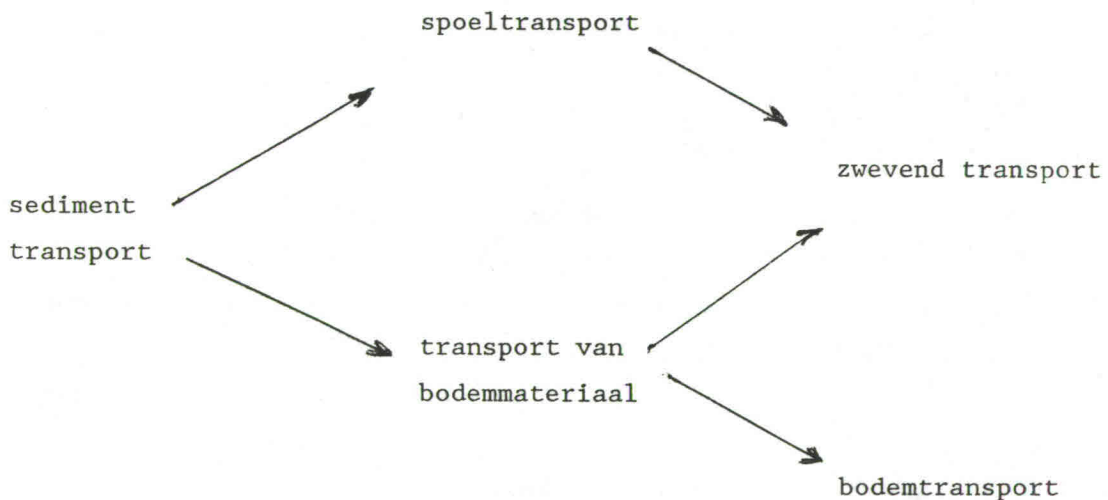 spoeltransport
zwevend transport
sediment
transport
transport van
bodemmateriaal
bodemtransport